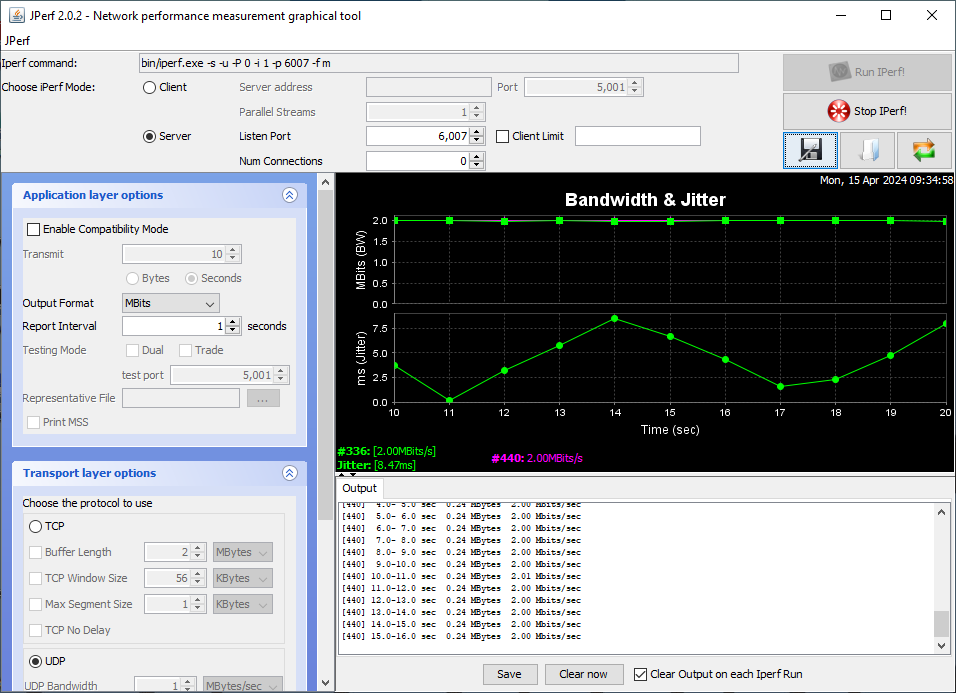 JPerf 2.0.2 - Network performance measurement graphical tool
JPerf
Iperf command: bin/iperf.exe -s -u -P 0 -i 1 -p 6007 -f m
Run IPerf!
Choose iPerf Mode: Client Server address Port 5,001
Parallel Streams 1
Stop IPerf!
Server Listen Port 6,007 Client Limit
Num Connections 0
Application layer options
Enable Compatibility Mode
Transmit 10
Bytes Seconds
Output Format MBits
Report Interval 1 seconds
Testing Mode Dual Trade
test port 5,001
Representative File ...
Print MSS
Transport layer options
Choose the protocol to use
TCP
Buffer Length 2 MBytes
TCP Window Size 56 KBytes
Max Segment Size 1 KBytes
TCP No Delay
UDP
UDP Bandwidth 1 MBytes/sec
Mon, 15 Apr 2024 09:34:58
Bandwidth & Jitter
MBits (BW)
2.0
1.5
1.0
0.5
0.0
ms (Jitter)
7.5
5.0
2.5
0.0
10 11 12 13 14 15 16 17 18 19 20
Time (sec)
#336: [2.00MBits/s]
Jitter: [8.47ms]
#440: 2.00MBits/s
Output
[440] 4.0- 5.0 sec 0.24 MBytes 2.00 Mbits/sec
[440] 5.0- 6.0 sec 0.24 MBytes 2.00 Mbits/sec
[440] 6.0- 7.0 sec 0.24 MBytes 2.00 Mbits/sec
[440] 7.0- 8.0 sec 0.24 MBytes 2.00 Mbits/sec
[440] 8.0- 9.0 sec 0.24 MBytes 2.00 Mbits/sec
[440] 9.0-10.0 sec 0.24 MBytes 2.00 Mbits/sec
[440] 10.0-11.0 sec 0.24 MBytes 2.01 Mbits/sec
[440] 11.0-12.0 sec 0.24 MBytes 2.00 Mbits/sec
[440] 12.0-13.0 sec 0.24 MBytes 2.00 Mbits/sec
[440] 13.0-14.0 sec 0.24 MBytes 2.00 Mbits/sec
[440] 14.0-15.0 sec 0.24 MBytes 2.00 Mbits/sec
[440] 15.0-16.0 sec 0.24 MBytes 2.00 Mbits/sec
Save Clear now Clear Output on each Iperf Run